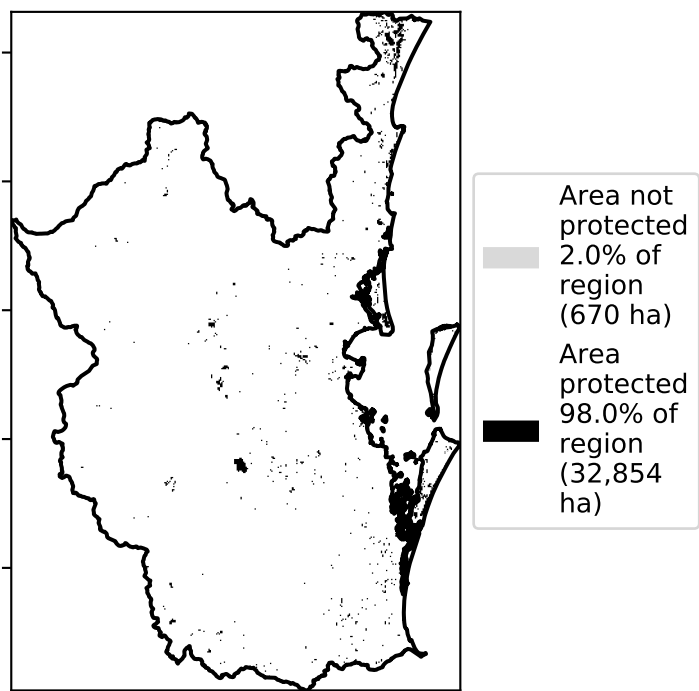 Area not
protected
2.0% of
region
(670 ha)
Area
protected
98.0% of
region
(32,854
ha)